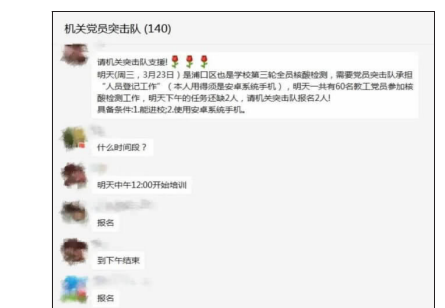 机关党员突击队 (140)
请机关突击队支援!🌹🌹🌹
明天(周三，3月23日）是浦口区也是学校第三轮全员核酸检测，需要党员突击队承担
“人员登记工作”（本人用得须是安卓系统手机），明天一共有60名教工党员参加核
酸检测工作，明天下午的任务还缺2人，请机关突击队报名2人!
具备条件:1.能进校;2.使用安卓系统手机。
什么时间段？
明天中午12:00开始培训
报名
到下午结束
报名